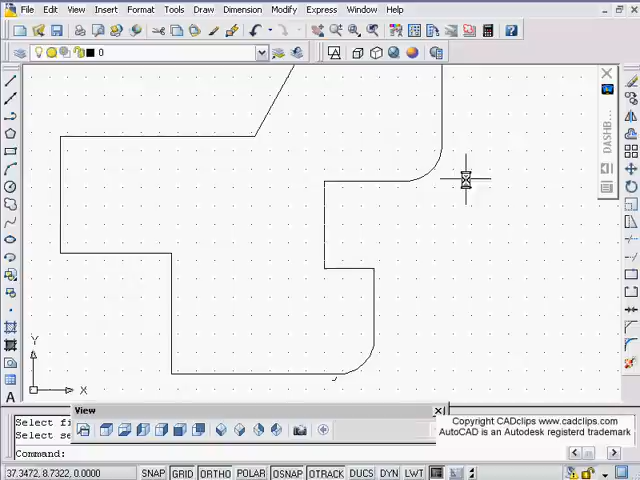 File Edit View Insert Format Tools Draw Dimension Modify Express Window Help
0
DASHB...
Y
X
A
View
Select fi
Select se
Command:
Copyright CADclips www.cadclips.com
AutoCAD is an Autodesk registerd trademark
37.3472, 8.7322, 0.0000 SNAP GRID ORTHO POLAR OSNAP OTRACK DUCS DYN LWT